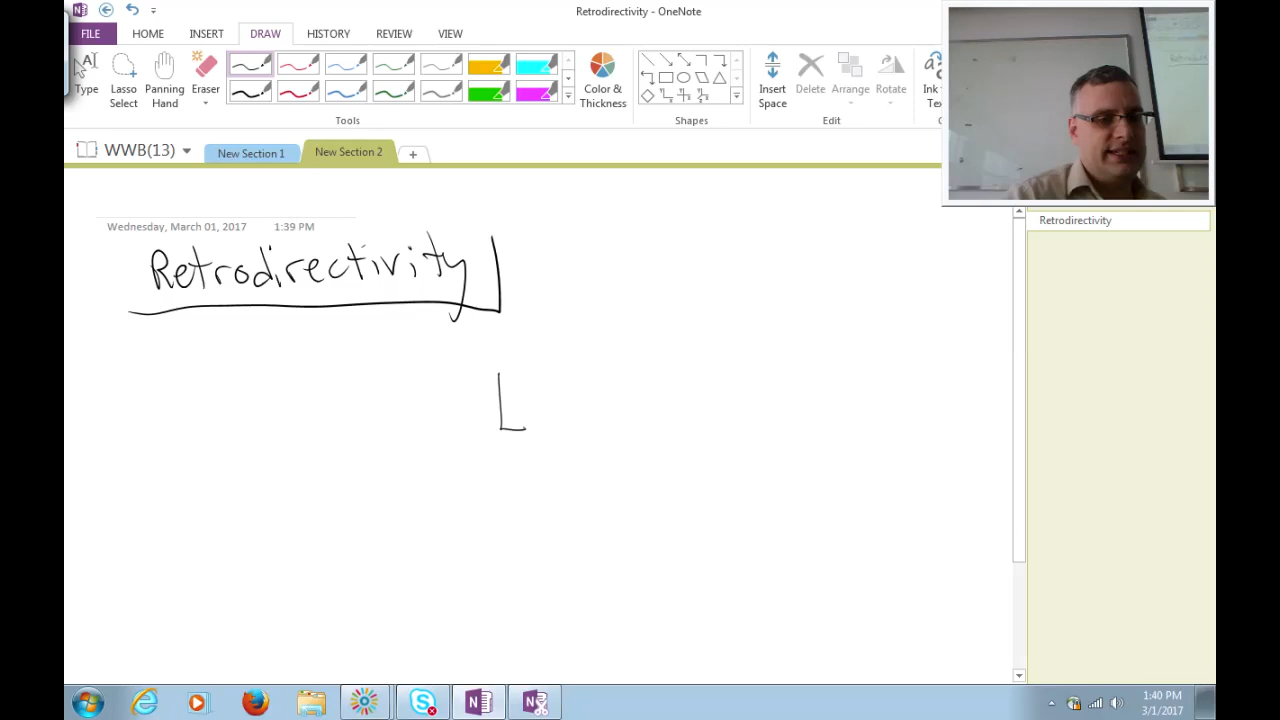 Retrodirectivity - OneNote
FILE HOME INSERT DRAW HISTORY REVIEW VIEW
Type
Lasso Select
Panning Hand
Eraser
Color & Thickness
Insert Space
Delete
Arrange
Rotate
Ink to
Tools
Shapes
Edit
WWB(13)
New Section 1
New Section 2
Wednesday, March 01, 2017 1:39 PM
Retrodirectivity
L
Retrodirectivity
1:40 PM
3/1/2017